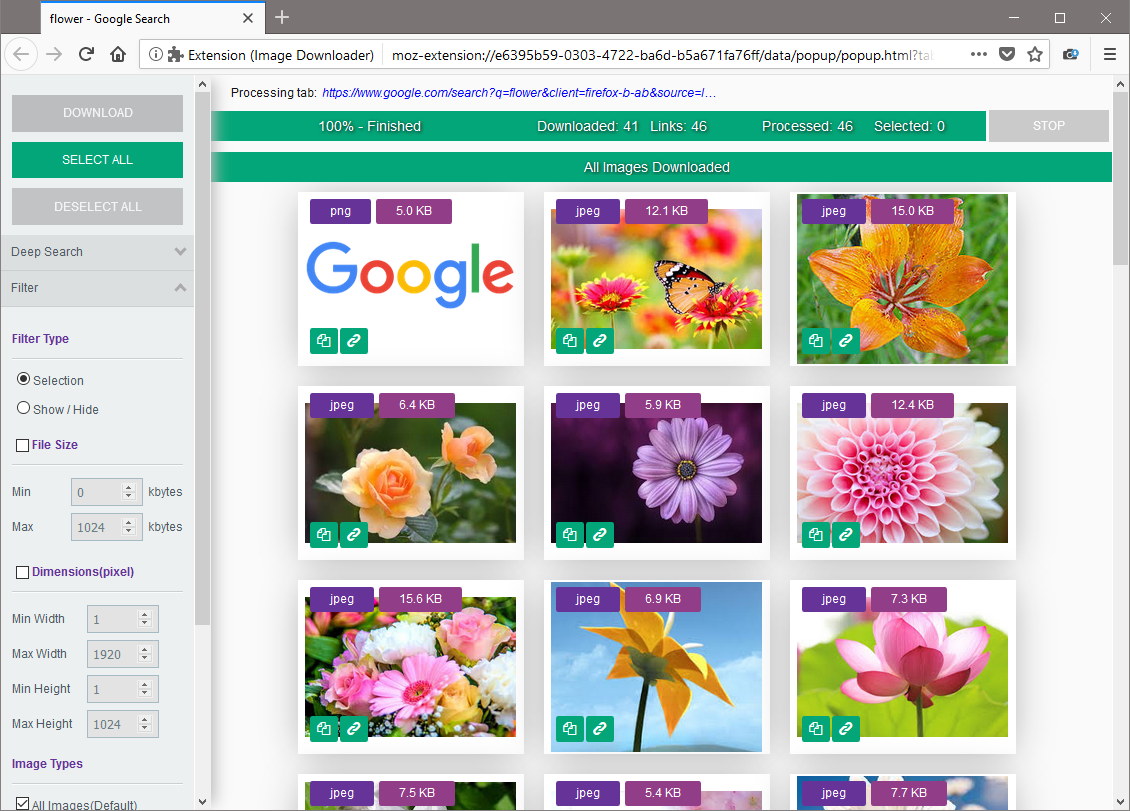 flower - Google Search
Extension (Image Downloader)
moz-extension://e6395b59-0303-4722-ba6d-b5a671fa76ff/data/popup/popup.html?tab
DOWNLOAD
SELECT ALL
DESELECT ALL
Deep Search
Filter
Filter Type
Selection
Show / Hide
File Size
Min 0 kbytes
Max 1024 kbytes
Dimensions(pixel)
Min Width 1
Max Width 1920
Min Height 1
Max Height 1024
Image Types
All Images(Default)
Processing tab: https://www.google.com/search?q=flower&client=firefox-b-ab&source=l…
100% - Finished Downloaded: 41 Links: 46 Processed: 46 Selected: 0
STOP
All Images Downloaded
png 5.0 KB
Google
jpeg 12.1 KB
jpeg 15.0 KB
jpeg 6.4 KB
jpeg 5.9 KB
jpeg 12.4 KB
jpeg 15.6 KB
jpeg 6.9 KB
jpeg 7.3 KB
jpeg 7.5 KB
jpeg 5.4 KB
jpeg 7.7 KB